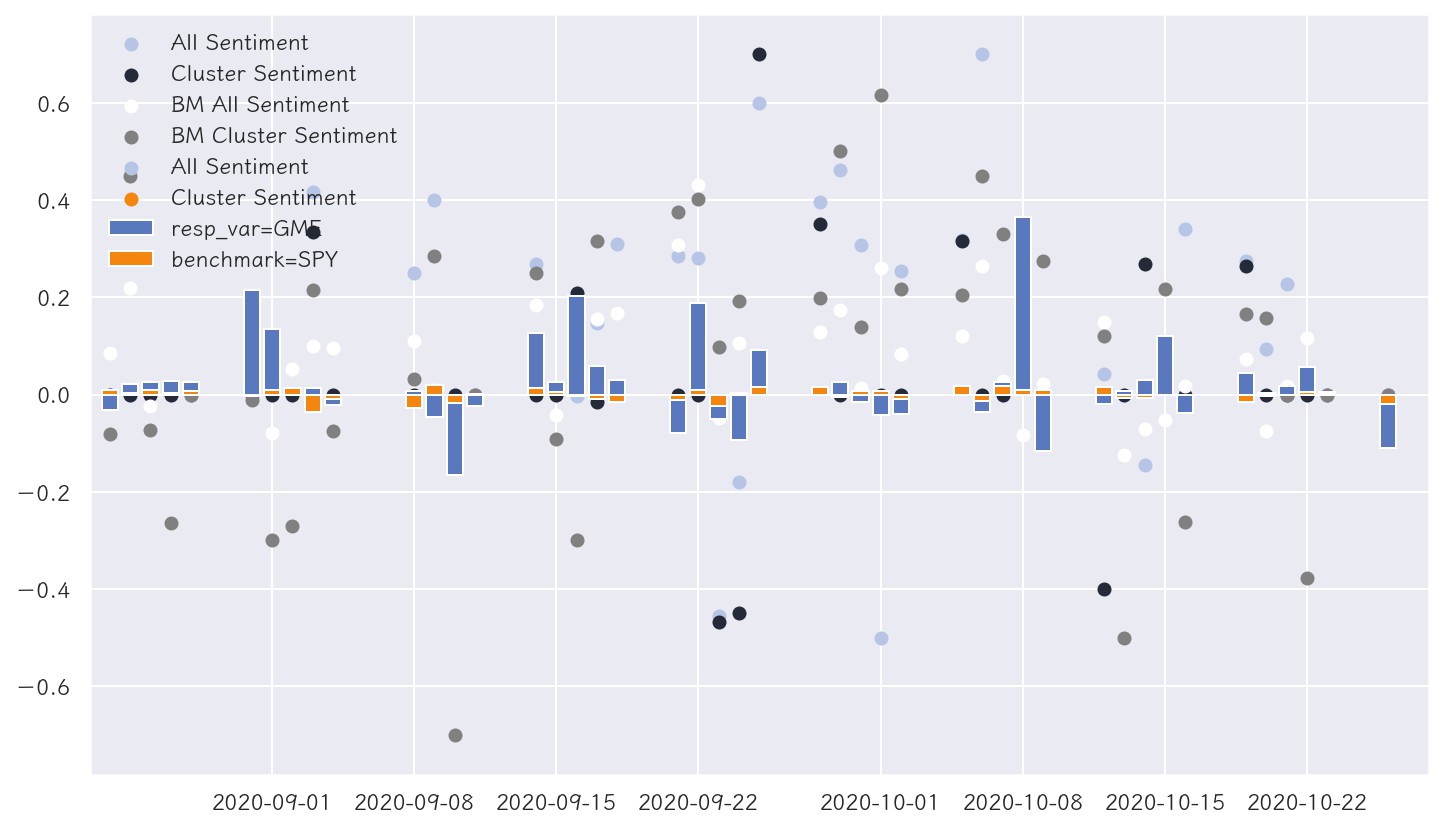 All Sentiment
Cluster Sentiment
BM All Sentiment
BM Cluster Sentiment
All Sentiment
Cluster Sentiment
resp_var=GME
benchmark=SPY
0.6
0.4
0.2
0.0
−0.2
−0.4
−0.6
2020-09-01 2020-09-08 2020-09-15 2020-09-22 2020-10-01 2020-10-08 2020-10-15 2020-10-22